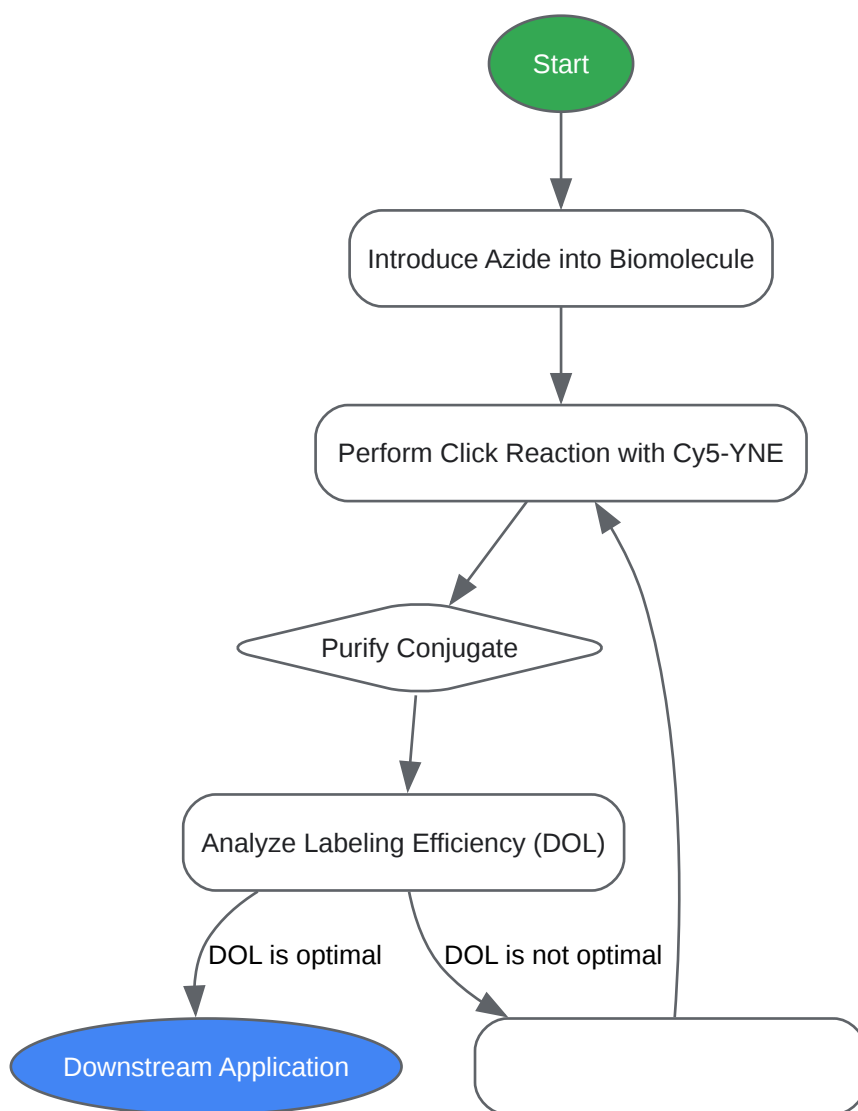 Start
Introduce Azide into Biomolecule
Perform Click Reaction with Cy5-YNE
Purify Conjugate
Analyze Labeling Efficiency (DOL)
DOL is optimal
DOL is not optimal
Downstream Application